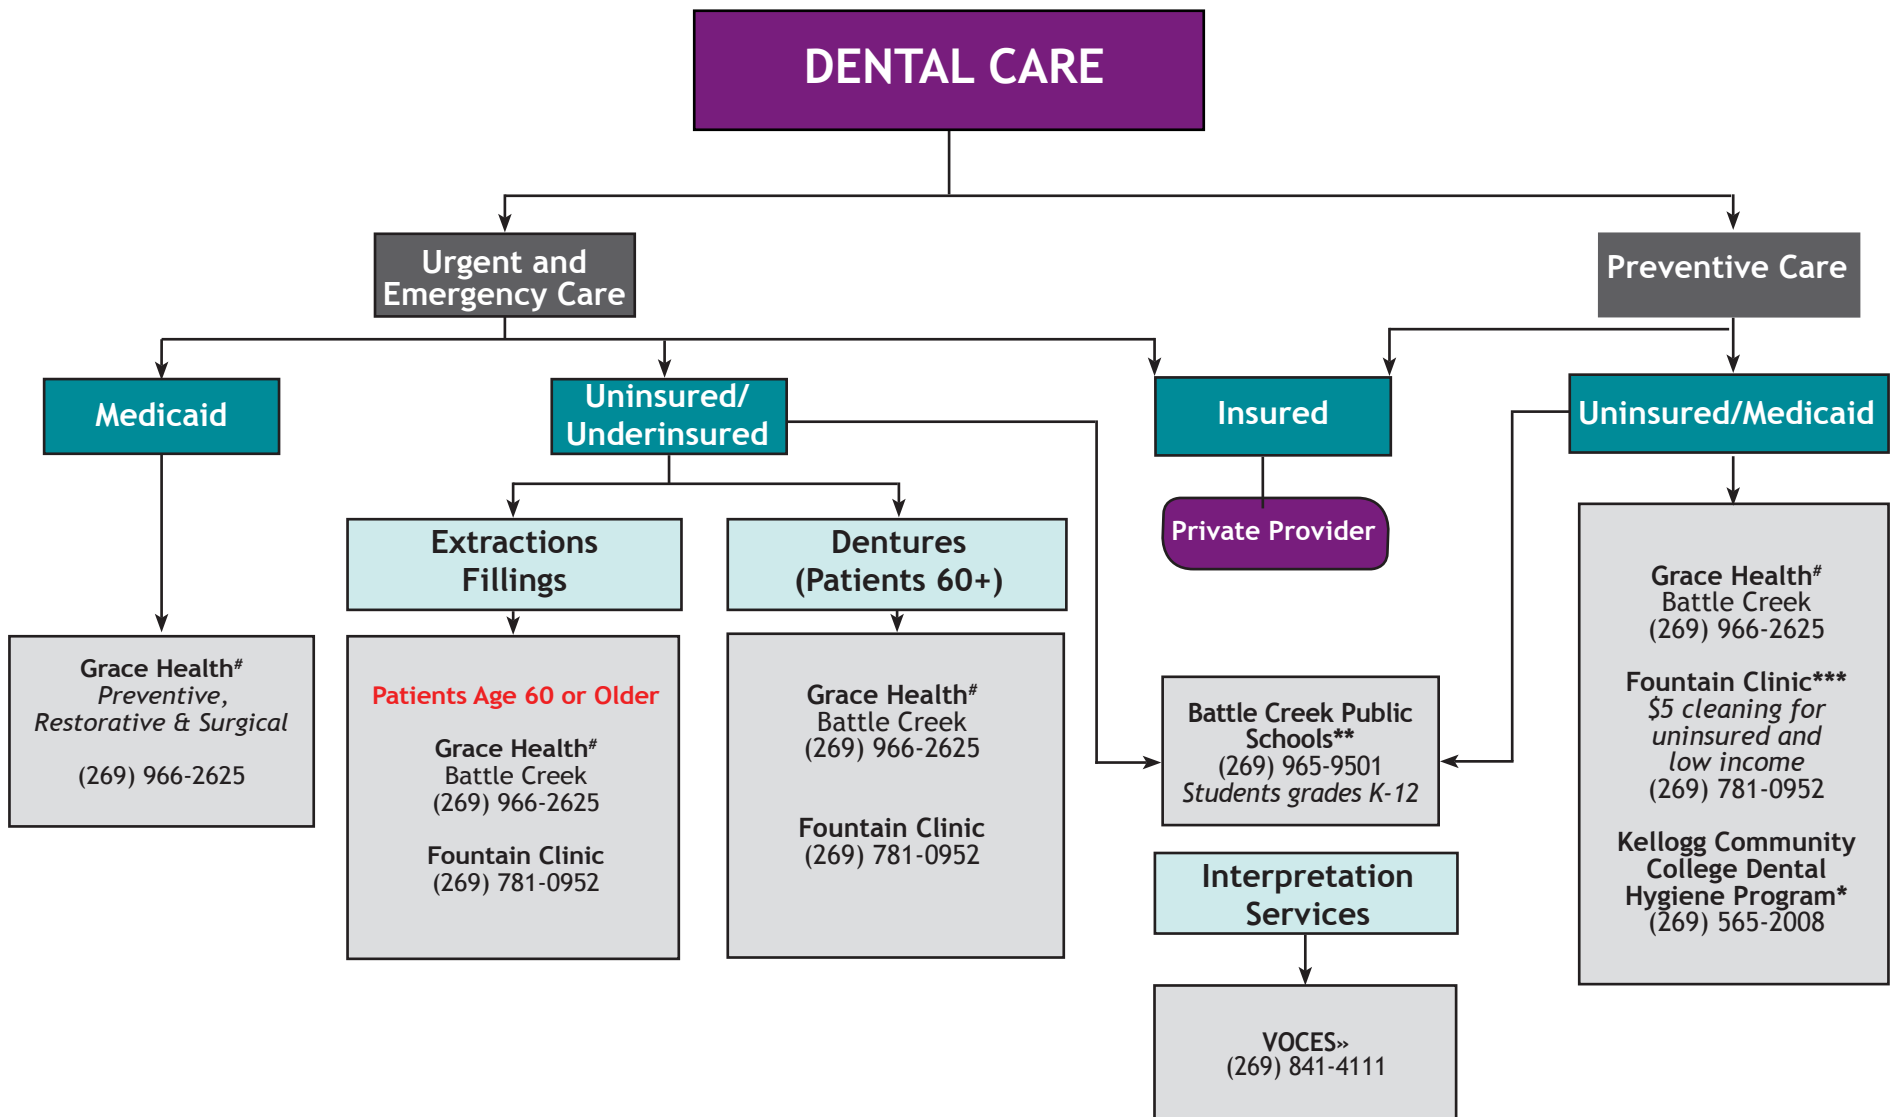 DENTAL CARE
Urgent and
Emergency Care
Preventive Care
Medicaid
Uninsured/
Underinsured
Insured
Uninsured/Medicaid
Extractions
Fillings
Dentures
(Patients 60+)
Private Provider
Grace Health#
Preventive,
Restorative & Surgical
(269) 966-2625
Patients Age 60 or Older
Grace Health#
Battle Creek
(269) 966-2625
Fountain Clinic
(269) 781-0952
Grace Health#
Battle Creek
(269) 966-2625
Fountain Clinic
(269) 781-0952
Battle Creek Public
Schools**
(269) 965-9501
Students grades K-12
Grace Health#
Battle Creek
(269) 966-2625
Fountain Clinic***
$5 cleaning for
uninsured and
low income
(269) 781-0952
Kellogg Community
College Dental
Hygiene Program*
(269) 565-2008
Interpretation
Services
VOCES»
(269) 841-4111